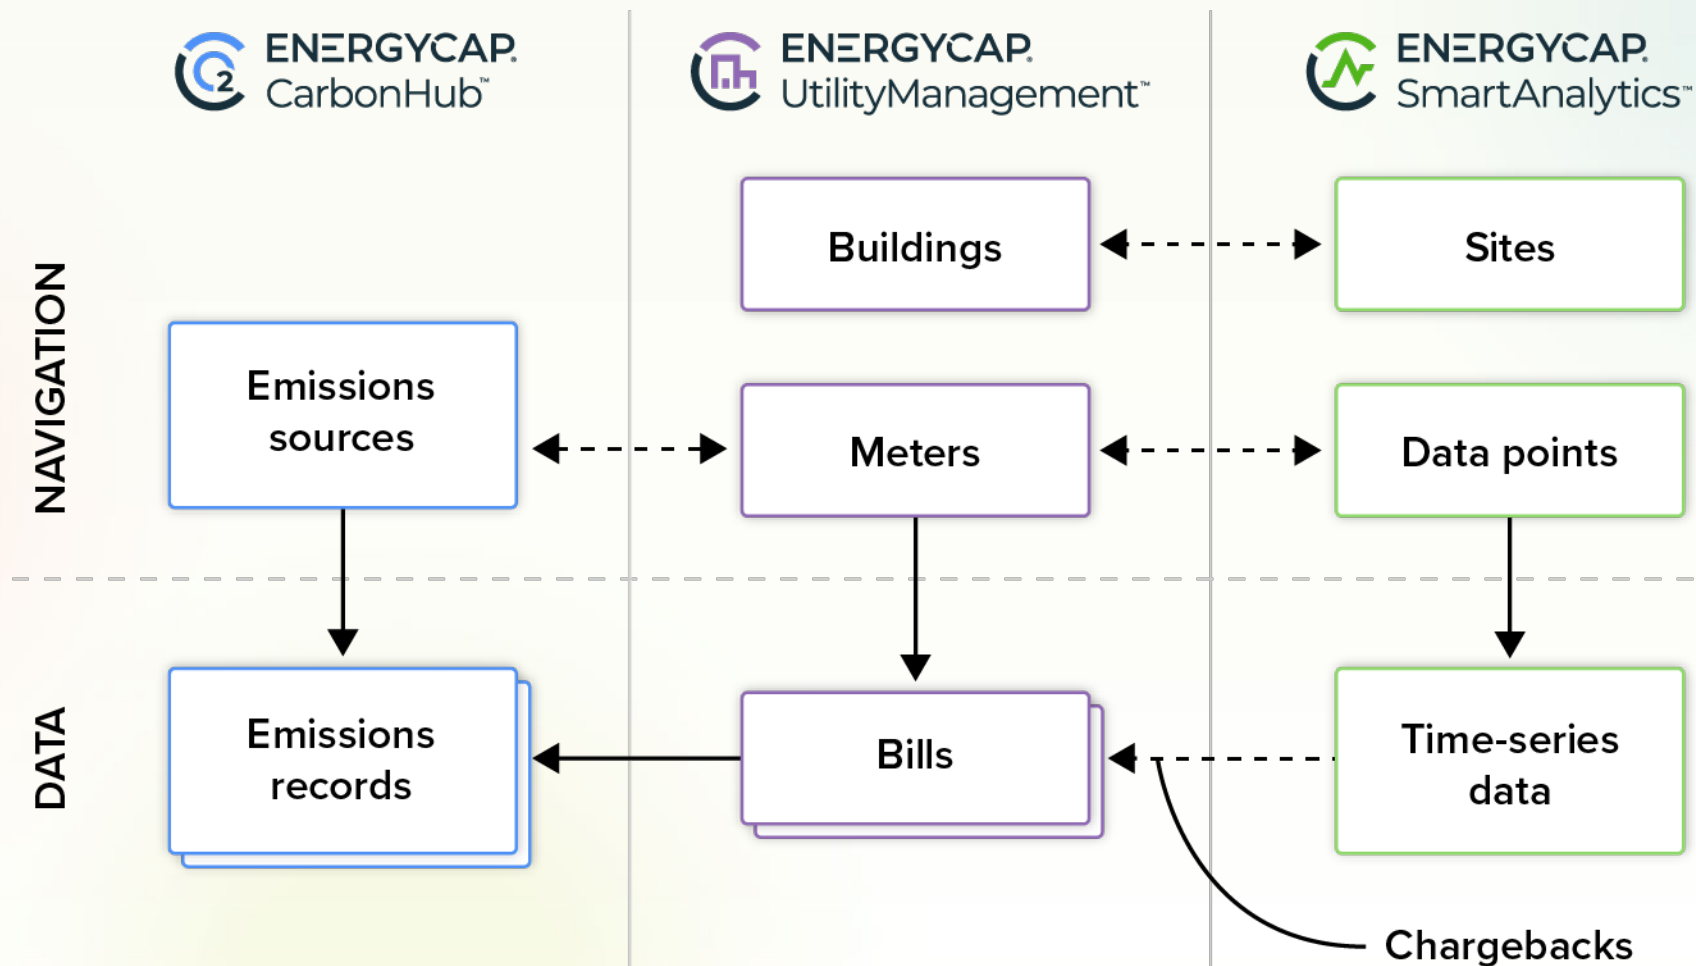 ENERGYCAP.
CarbonHub™
ENERGYCAP.
UtilityManagement™
ENERGYCAP.
SmartAnalytics™
NAVIGATION
Buildings
Sites
Emissions
sources
Meters
Data points
DATA
Emissions
records
Bills
Time-series
data
Chargebacks